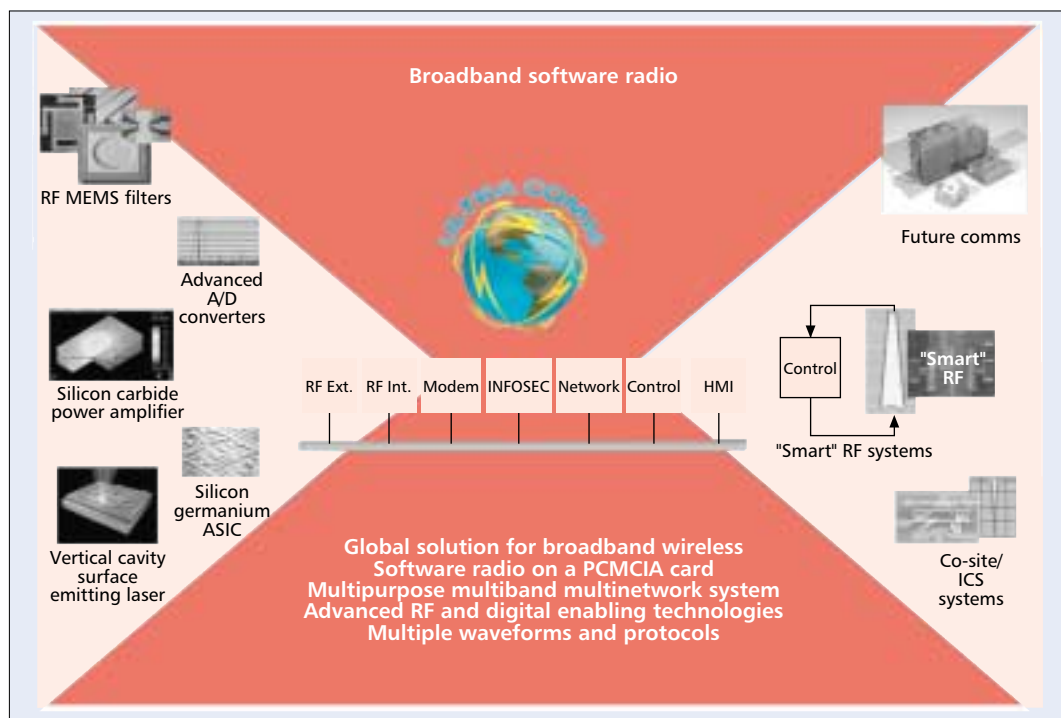 Broadband software radio
RF MEMS filters
Advanced
A/D
converters
Silicon carbide
power amplifier
Silicon
germanium
ASIC
Vertical cavity
surface
emitting laser
ULTRA COMM
RF Ext.
RF Int.
Modem
INFOSEC
Network
Control
HMI
Global solution for broadband wireless
Software radio on a PCMCIA card
Multipurpose multiband multinetwork system
Advanced RF and digital enabling technologies
Multiple waveforms and protocols
Future comms
Control
"Smart"
RF
"Smart" RF systems
Co-site/
ICS
systems